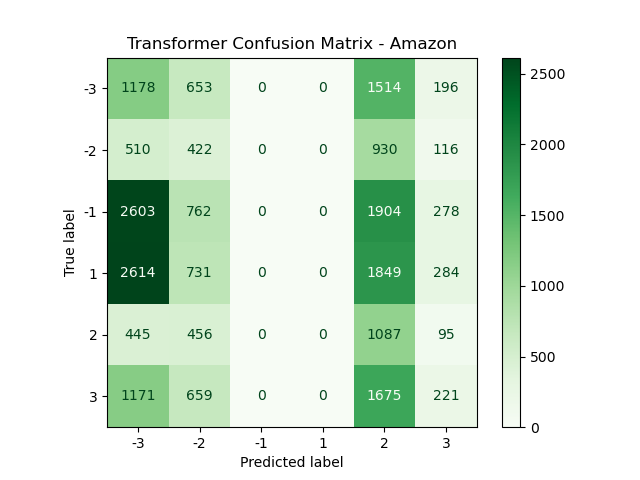 Transformer Confusion Matrix - Amazon
-3 1178 653 0 0 1514 196
-2 510 422 0 0 930 116
-1 2603 762 0 0 1904 278
1 2614 731 0 0 1849 284
2 445 456 0 0 1087 95
3 1171 659 0 0 1675 221
-3 -2 -1 1 2 3
Predicted label
True label
2500
2000
1500
1000
500
0